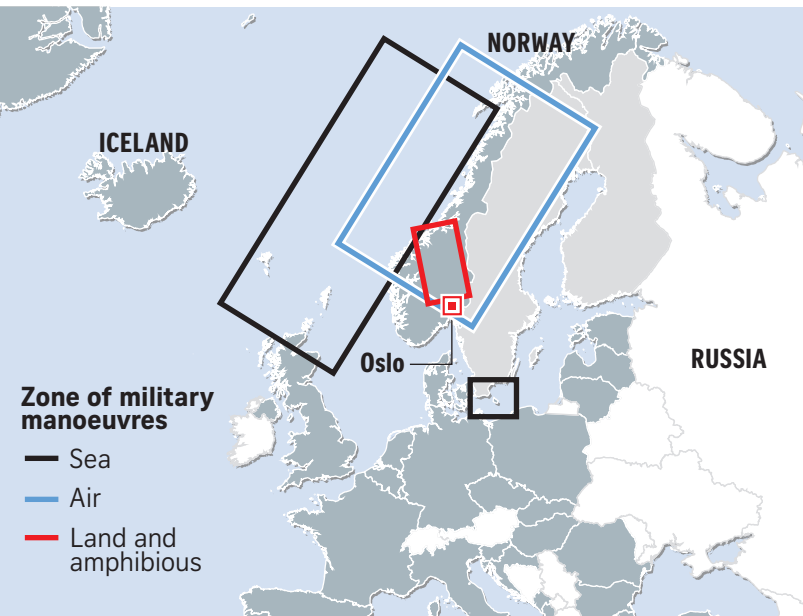 NORWAY
ICELAND
Oslo
RUSSIA
Zone of military
manoeuvres
Sea
Air
Land and
amphibious